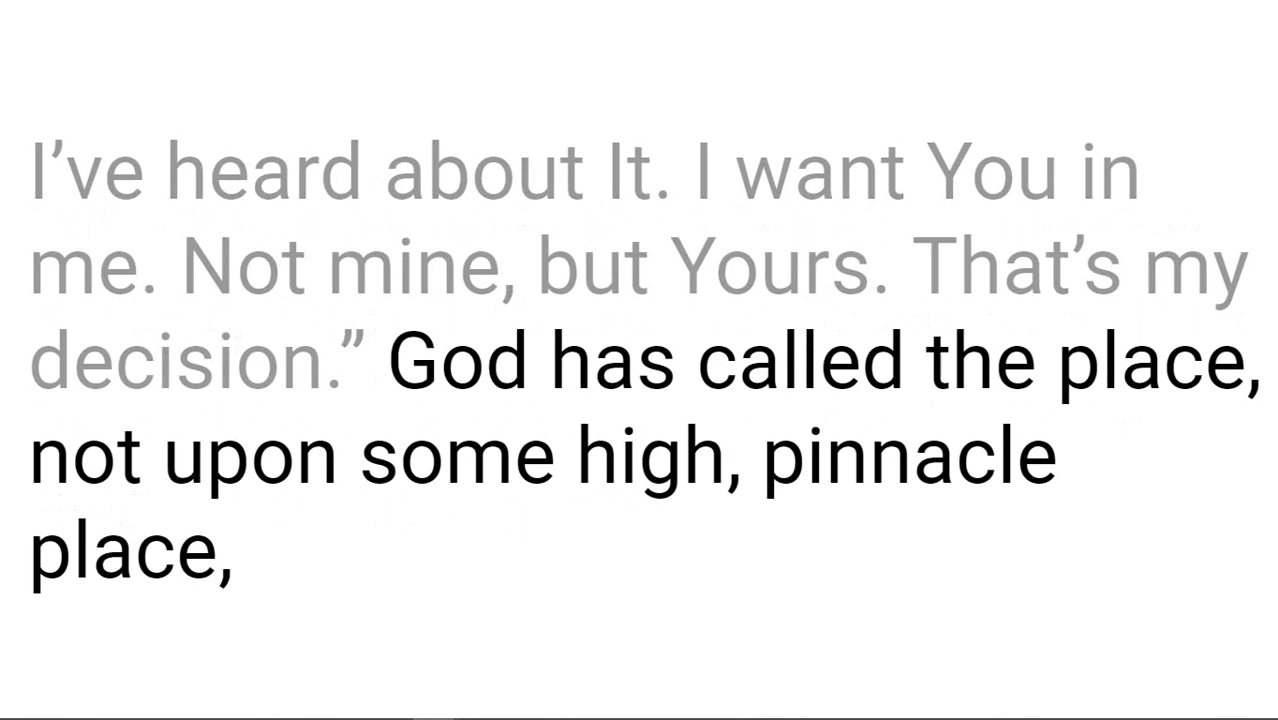 I’ve heard about It. I want You in
me. Not mine, but Yours. That’s my
decision.” God has called the place,
not upon some high, pinnacle
place,